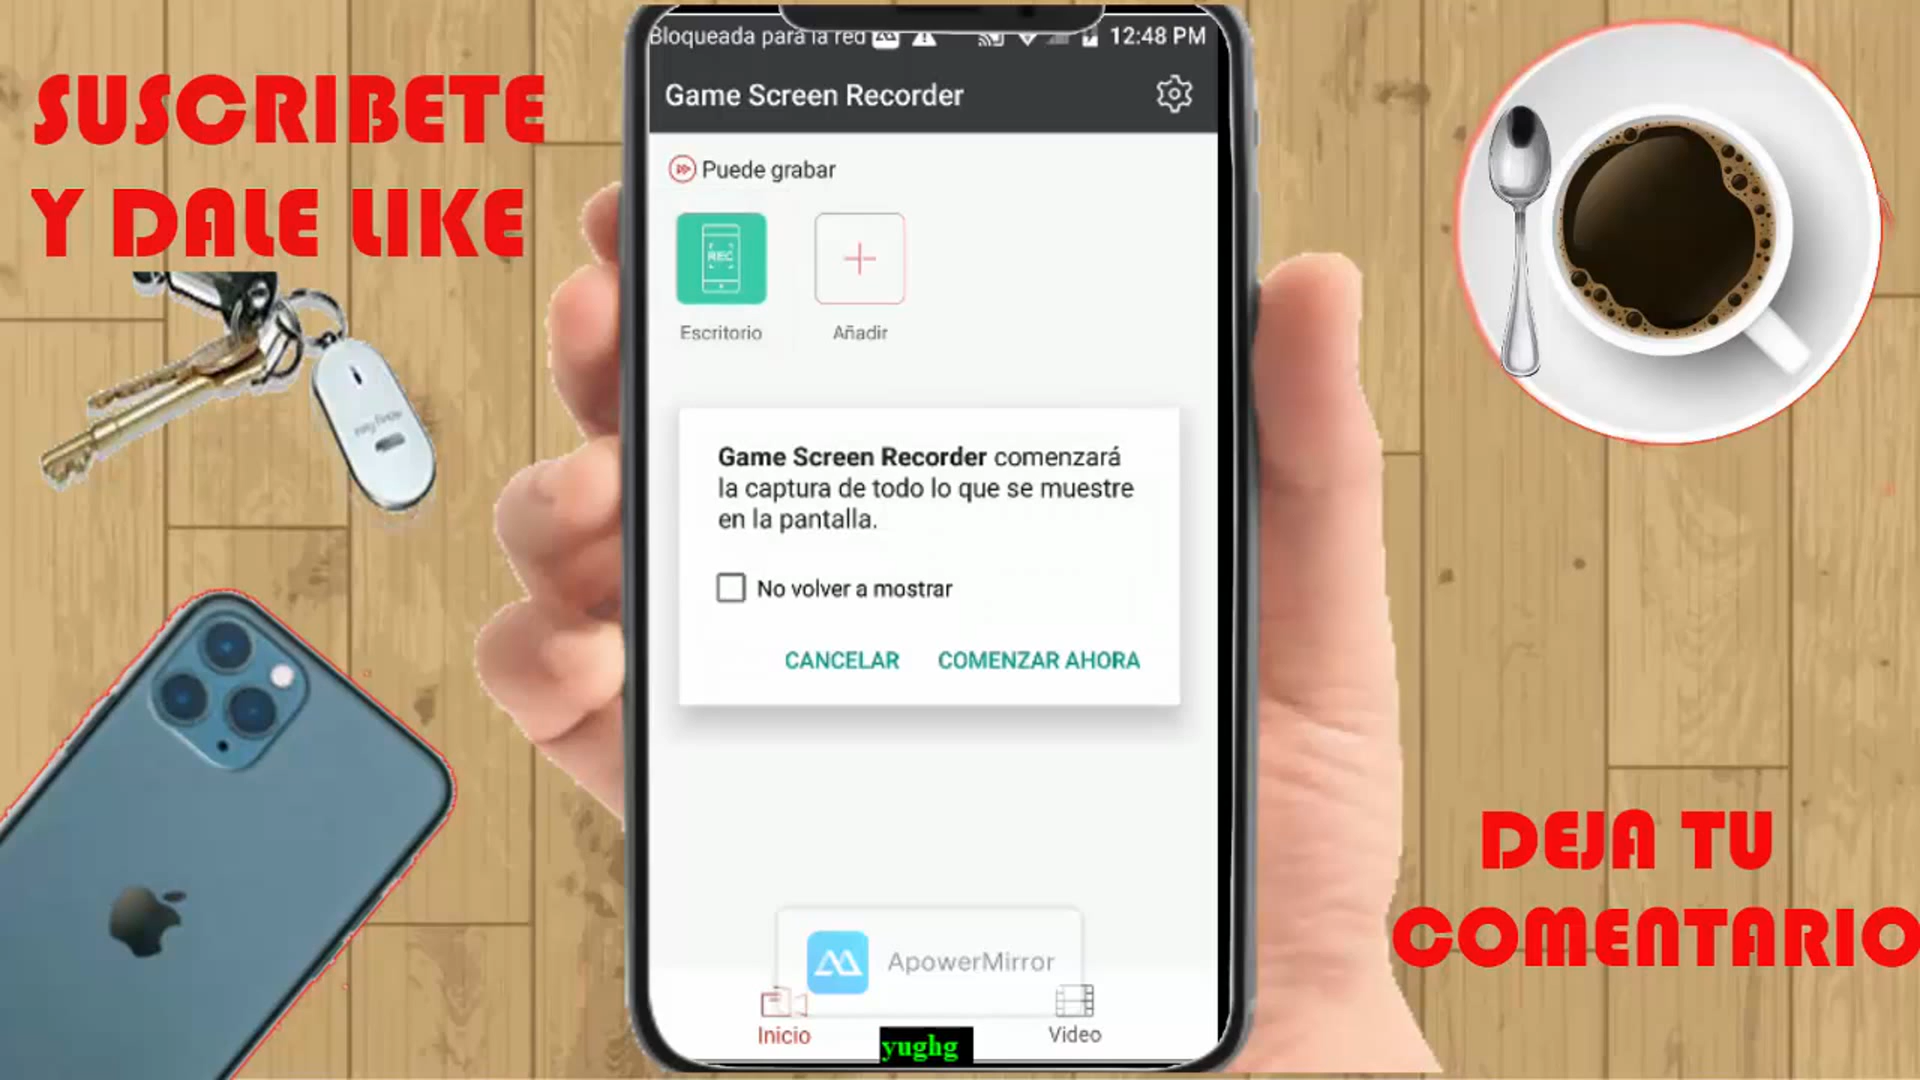 SUSCRIBETE
Y DALE LIKE
Bloqueada para la red
12:48 PM
Game Screen Recorder
Puede grabar
REC
Escritorio
Añadir
Game Screen Recorder comenzará
la captura de todo lo que se muestre
en la pantalla.
No volver a mostrar
CANCELAR
COMENZAR AHORA
ApowerMirror
Inicio
Video
yughg
DEJA TU
COMENTARIO